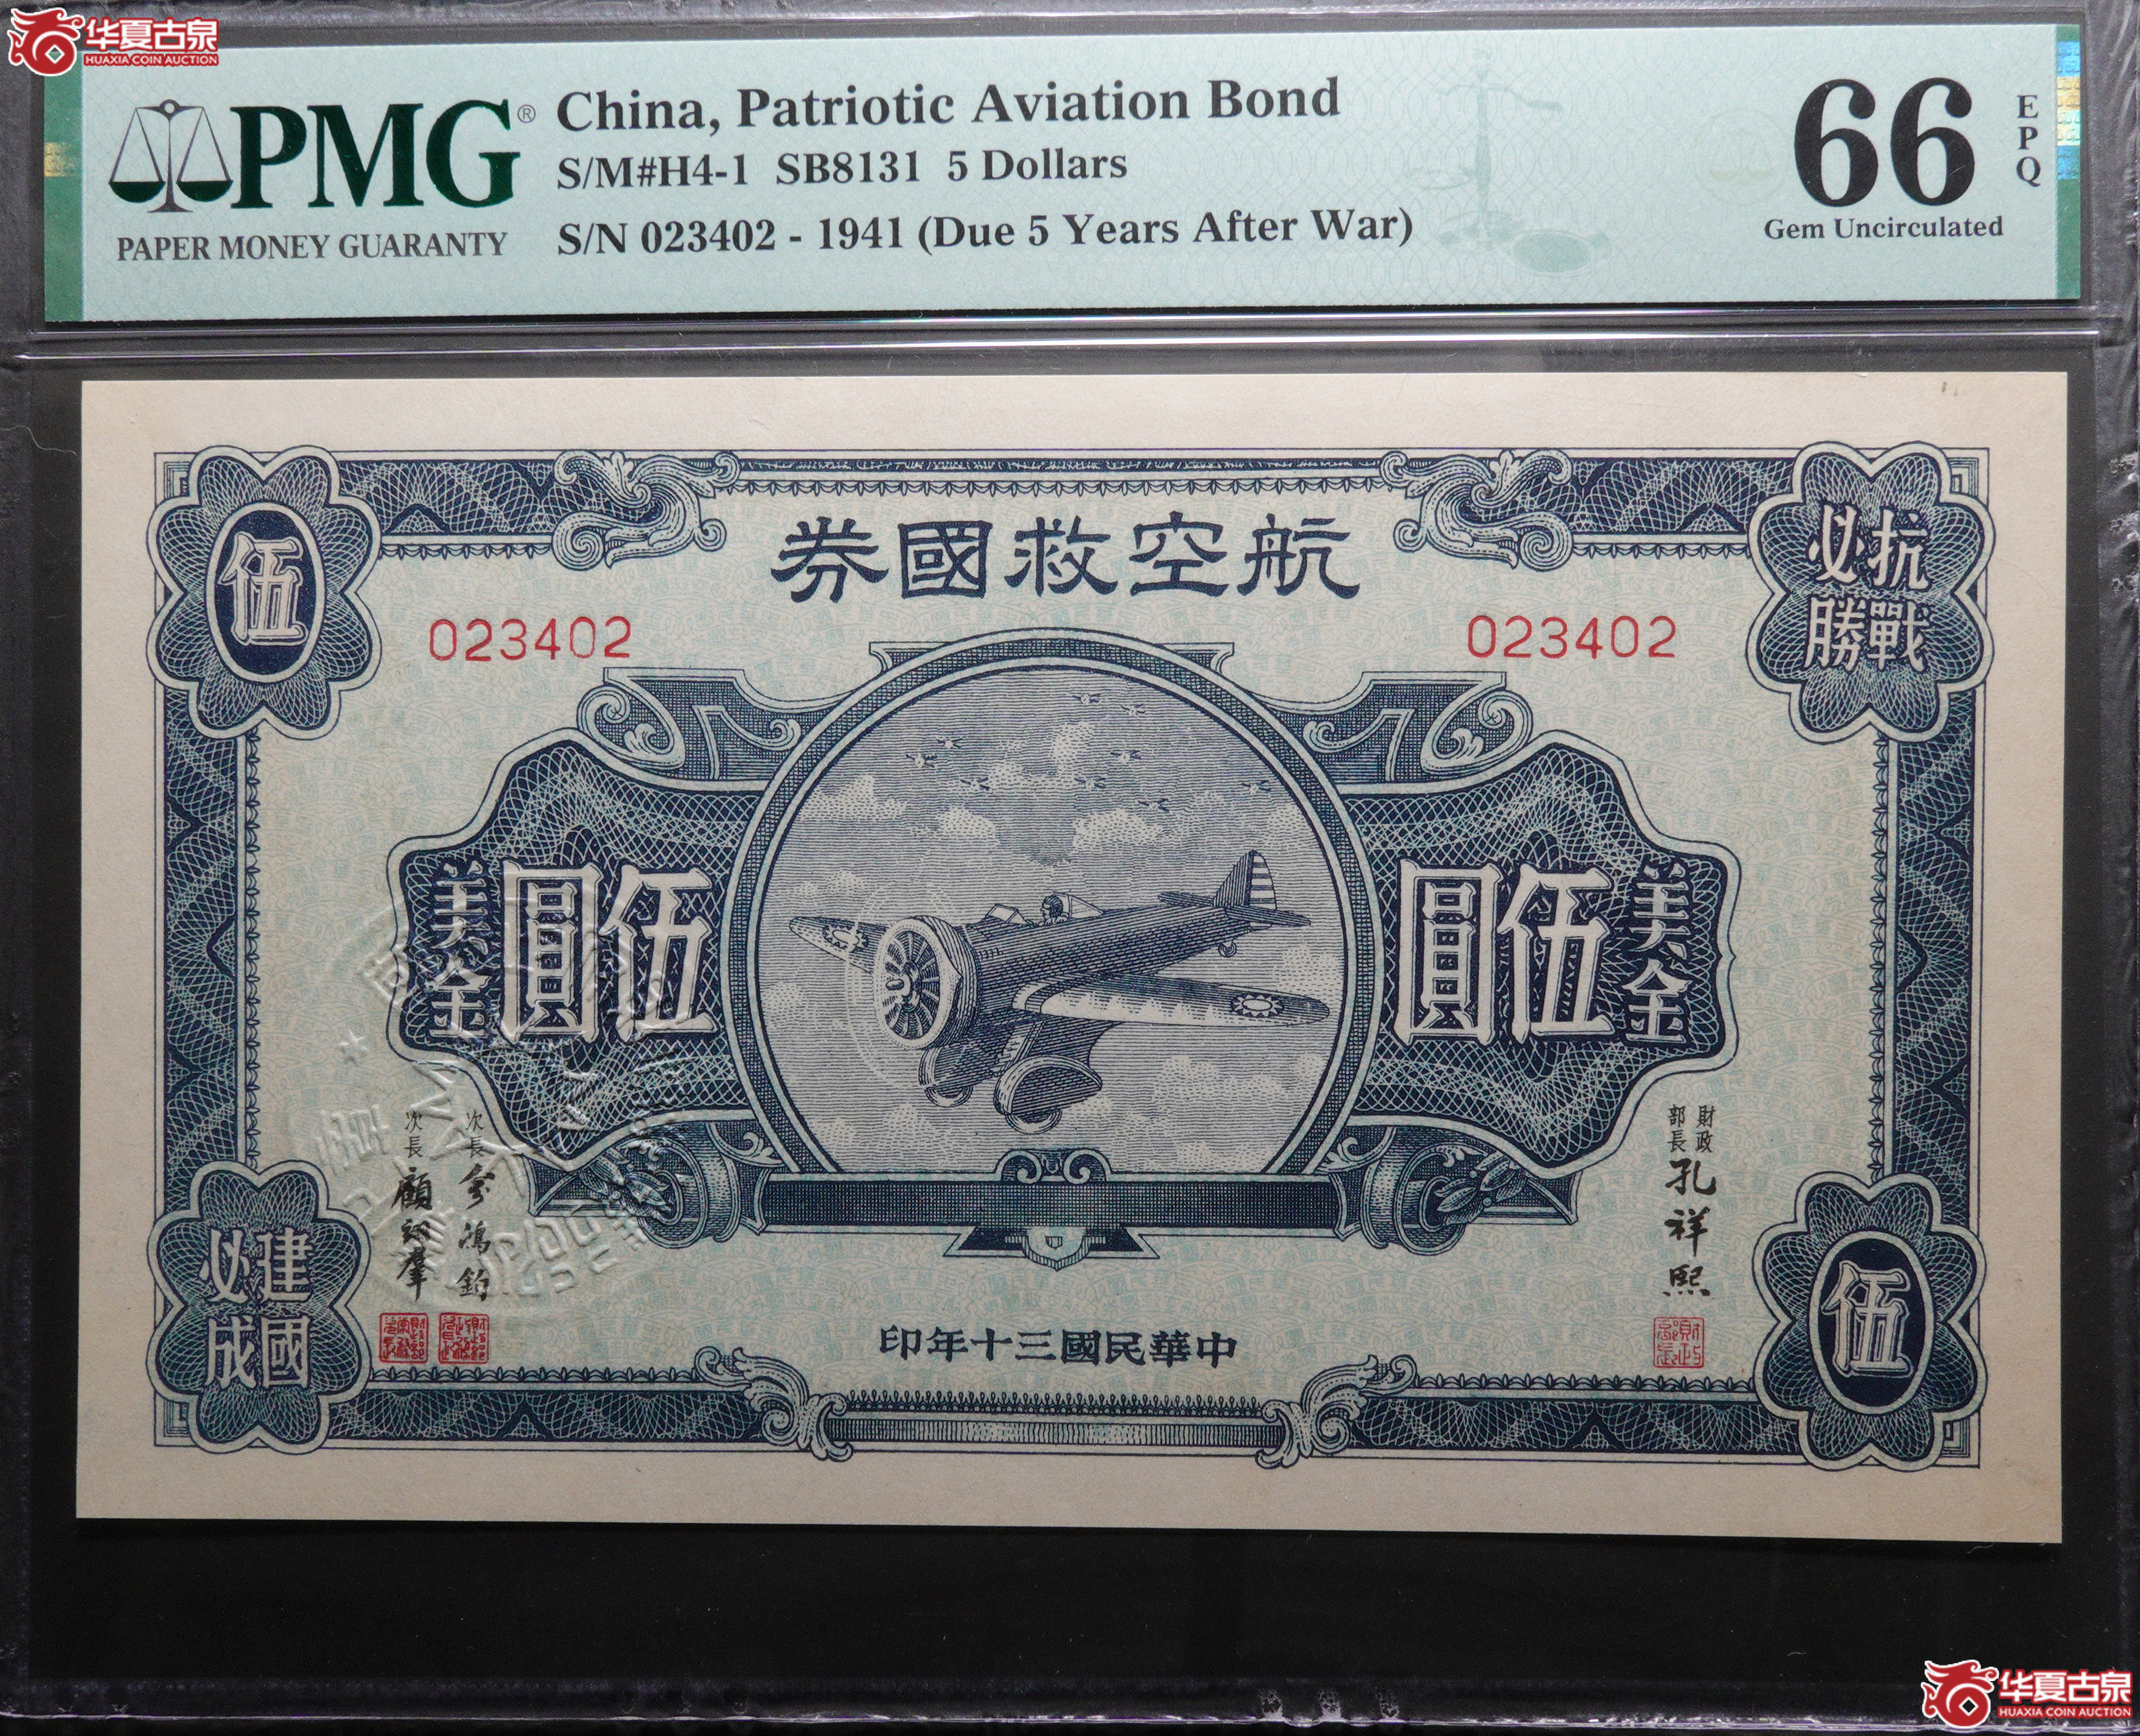 华夏古泉
HUAXIA COIN AUCTION
PMG®
PAPER MONEY GUARANTY
China, Patriotic Aviation Bond
S/M#H4-1 SB8131 5 Dollars
S/N 023402 - 1941 (Due 5 Years After War)
66
EPQ
Gem Uncirculated
伍
航空救國券
抗戰
必勝
023402
023402
美金
伍圓
美金
伍圓
財政
部長
孔祥熙
次長
俞鴻鈞
次長
顧翊羣
建國
必成
中華民國三十年印
伍
华夏古泉
HUAXIA COIN AUCTION